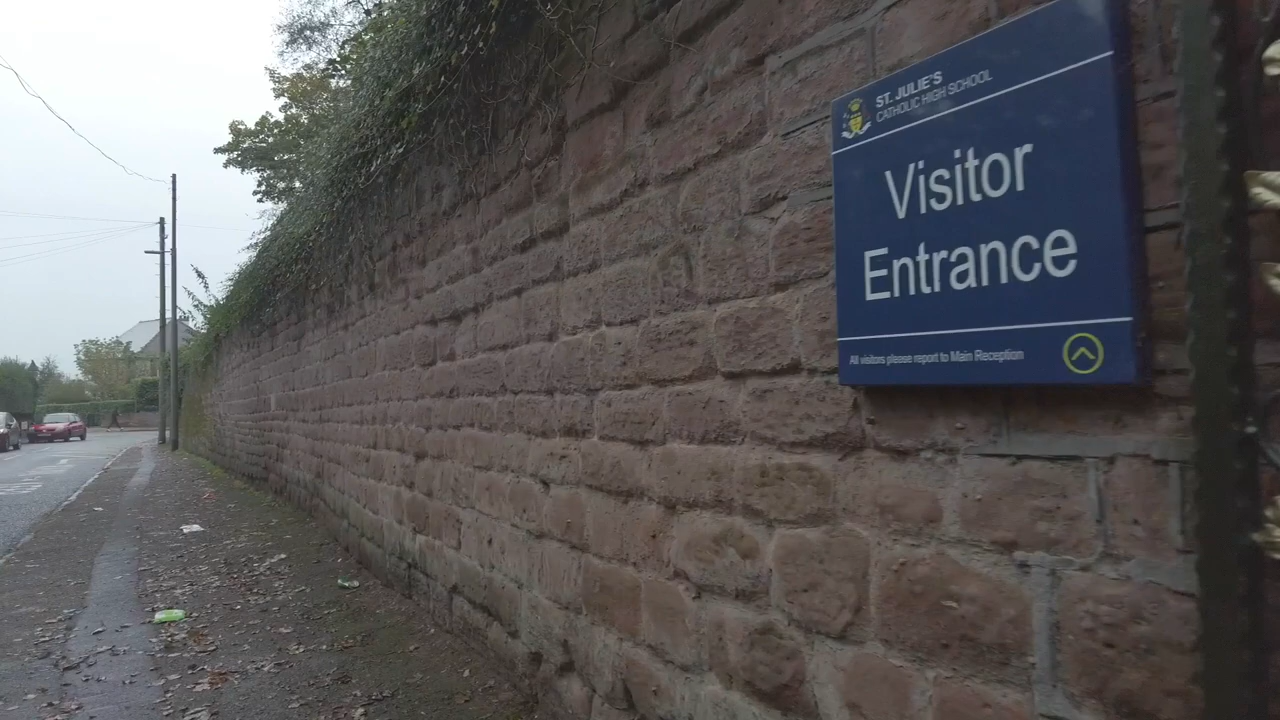 ST. JULIE'S
CATHOLIC HIGH SCHOOL
Visitor
Entrance
All visitors please report to Main Reception